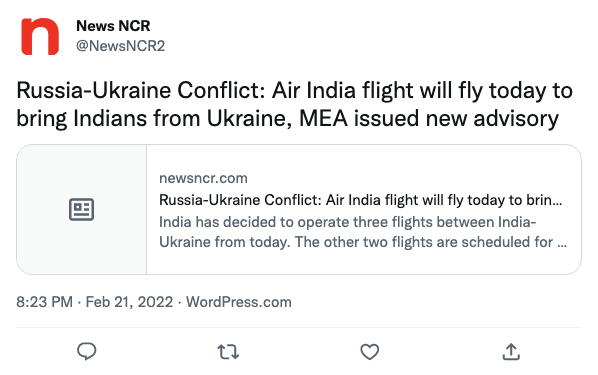 n
News NCR
@NewsNCR2
Russia-Ukraine Conflict: Air India flight will fly today to
bring Indians from Ukraine, MEA issued new advisory
newsncr.com
Russia-Ukraine Conflict: Air India flight will fly today to brin...
India has decided to operate three flights between India-
Ukraine from today. The other two flights are scheduled for ...
8:23 PM · Feb 21, 2022 · WordPress.com